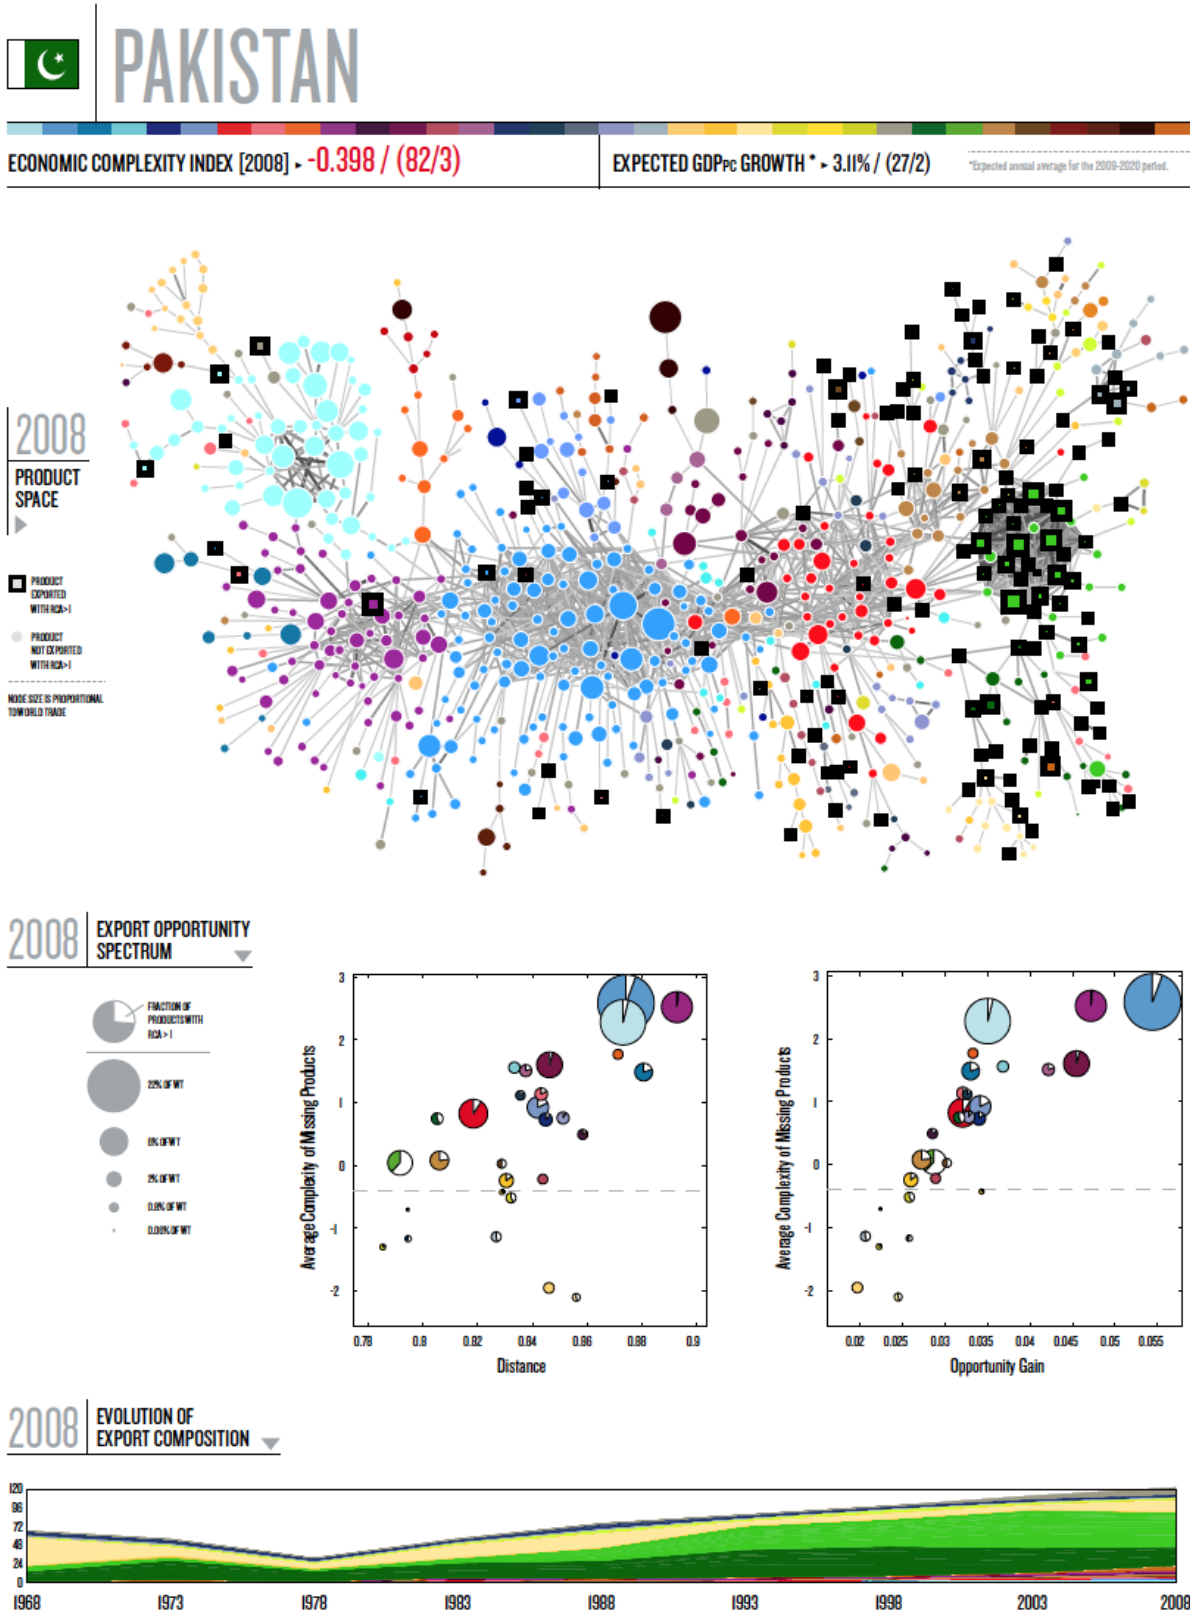 PAKISTAN
ECONOMIC COMPLEXITY INDEX [2008] ▸ -0.398 / (82/3)
EXPECTED GDPPC GROWTH * ▸ 3.11% / (27/2)
*Expected annual average for the 2009-2020 period.
2008
PRODUCT
SPACE
PRODUCT
EXPORTED
WITH RCA>1
PRODUCT
NOT EXPORTED
WITH RCA>1
NODE SIZE IS PROPORTIONAL
TO WORLD TRADE
2008
EXPORT OPPORTUNITY
SPECTRUM
FRACTION OF
PRODUCTS WITH
RCA > 1
22% OF WT
6% OF WT
2% OF WT
OF WT
OF WT
Average Complexity of Missing Products
3
2
1
0
-1
-2
0.78 0.8 0.82 0.84 0.86 0.88 0.9
Distance
Average Complexity of Missing Products
3
2
1
0
-1
-2
0.02 0.025 0.03 0.035 0.04 0.045 0.05 0.055
Opportunity Gain
2008
EVOLUTION OF
EXPORT COMPOSITION
120
96
72
48
24
0
1968 1973 1978 1983 1988 1993 1998 2003 2008